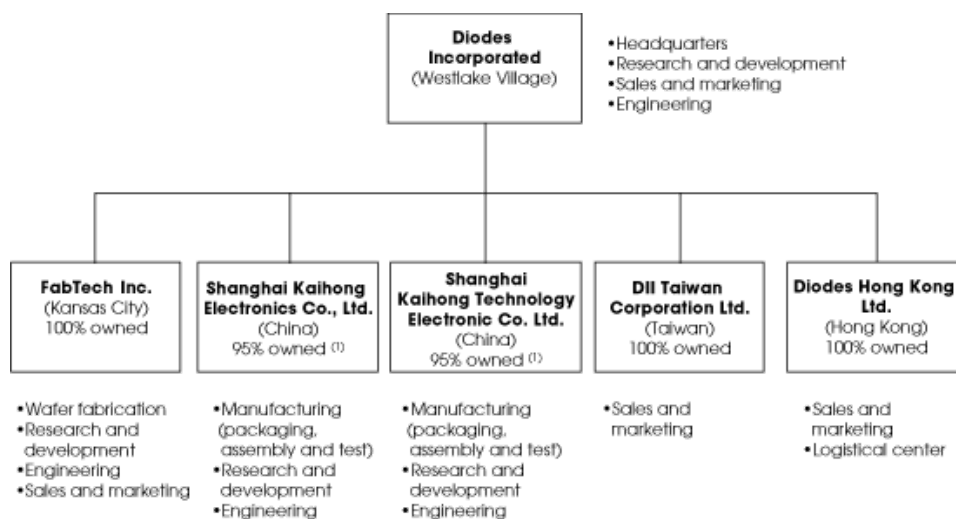 Diodes
Incorporated
(Westlake Village)
•Headquarters
•Research and development
•Sales and marketing
•Engineering
FabTech Inc.
(Kansas City)
100% owned
Shanghai Kaihong
Electronics Co., Ltd.
(China)
95% owned (1)
Shanghai
Kaihong Technology
Electronic Co. Ltd.
(China)
95% owned (1)
DII Taiwan
Corporation Ltd.
(Taiwan)
100% owned
Diodes Hong Kong
Ltd.
(Hong Kong)
100% owned
•Wafer fabrication
•Research and
development
•Engineering
•Sales and marketing
•Manufacturing
(packaging,
assembly and test)
•Research and
development
•Engineering
•Manufacturing
(packaging,
assembly and test)
•Research and
development
•Engineering
•Sales and
marketing
•Sales and
marketing
•Logistical center